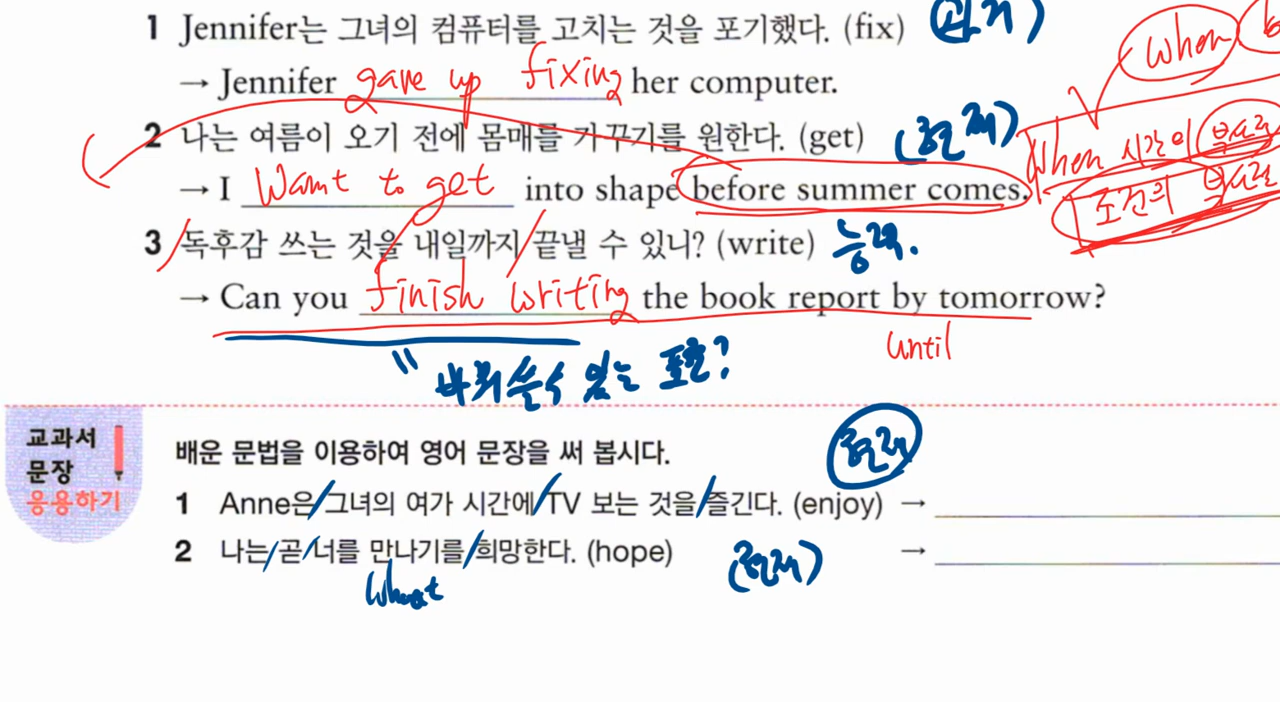 1 Jennifer는 그녀의 컴퓨터를 고치는 것을 포기했다. (fix) (과거)
→ Jennifer gave up fixing her computer.
when
2 나는 여름이 오기 전에 몸매를 가꾸기를 원한다. (get) (현재)
when 시간의 부사절
→ I want to get into shape before summer comes.
조건의 부사절
3 독후감 쓰는 것을 내일까지 끝낼 수 있니? (write) 능력.
→ Can you finish writing the book report by tomorrow?
until
" 바꿔 쓸 수 있는 표현?
교과서
문장
응용하기
배운 문법을 이용하여 영어 문장을 써 봅시다.
현재
1 Anne은/그녀의 여가 시간에/TV 보는 것을/즐긴다. (enjoy) →
2 나는/곧/너를 만나기를/희망한다. (hope) (현재) →
what